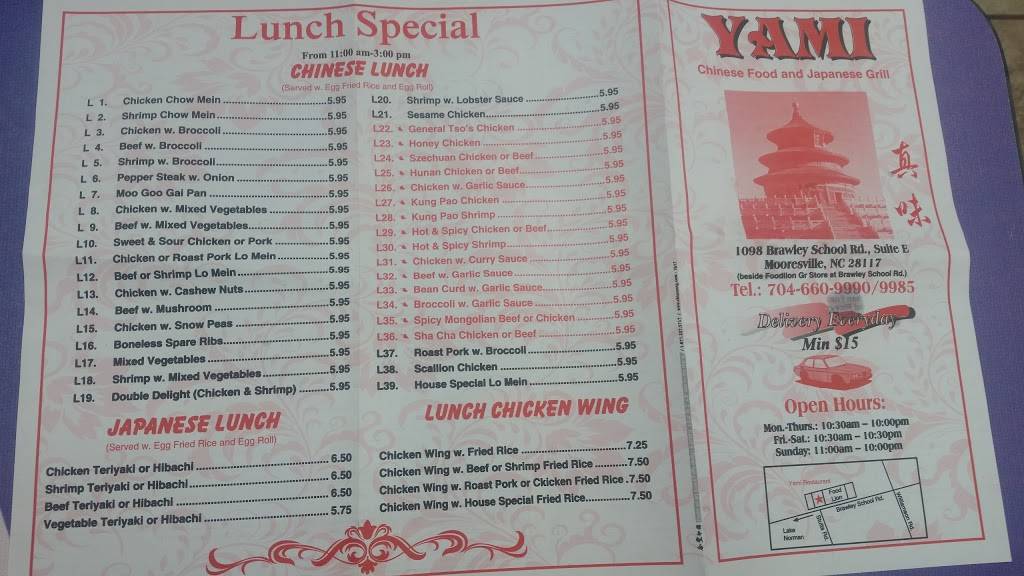 Lunch Special
From 11:00 am-3:00 pm
CHINESE LUNCH
(Served w. Egg Fried Rice and Egg Roll)
L 1. Chicken Chow Mein 5.95
L 2. Shrimp Chow Mein 5.95
L 3. Chicken w. Broccoli 5.95
L 4. Beef w. Broccoli 5.95
L 5. Shrimp w. Broccoli 5.95
L 6. Pepper Steak w. Onion 5.95
L 7. Moo Goo Gai Pan 5.95
L 8. Chicken w. Mixed Vegetables 5.95
L 9. Beef w. Mixed Vegetables 5.95
L10. Sweet & Sour Chicken or Pork 5.95
L11. Chicken or Roast Pork Lo Mein 5.95
L12. Beef or Shrimp Lo Mein 5.95
L13. Chicken w. Cashew Nuts 5.95
L14. Beef w. Mushroom 5.95
L15. Chicken w. Snow Peas 5.95
L16. Boneless Spare Ribs 5.95
L17. Mixed Vegetables 5.95
L18. Shrimp w. Mixed Vegetables 5.95
L19. Double Delight (Chicken & Shrimp) 5.95
L20. Shrimp w. Lobster Sauce 5.95
L21. Sesame Chicken 5.95
L22. General Tso's Chicken 5.95
L23. Honey Chicken 5.95
L24. Szechuan Chicken or Beef 5.95
L25. Hunan Chicken or Beef 5.95
L26. Chicken w. Garlic Sauce 5.95
L27. Kung Pao Chicken 5.95
L28. Kung Pao Shrimp 5.95
L29. Hot & Spicy Chicken or Beef 5.95
L30. Hot & Spicy Shrimp 5.95
L31. Chicken w. Curry Sauce 5.95
L32. Beef w. Garlic Sauce 5.95
L33. Bean Curd w. Garlic Sauce 5.95
L34. Broccoli w. Garlic Sauce 5.95
L35. Spicy Mongolian Beef or Chicken 5.95
L36. Sha Cha Chicken or Beef 5.95
L37. Roast Pork w. Broccoli 5.95
L38. Scallion Chicken 5.95
L39. House Special Lo Mein 5.95
JAPANESE LUNCH
(Served w. Egg Fried Rice and Egg Roll)
Chicken Teriyaki or Hibachi 6.50
Shrimp Teriyaki or Hibachi 6.50
Beef Teriyaki or Hibachi 6.50
Vegetable Teriyaki or Hibachi 5.75
LUNCH CHICKEN WING
Chicken Wing w. Fried Rice 7.25
Chicken Wing w. Beef or Shrimp Fried Rice 7.50
Chicken Wing w. Roast Pork or Ckicken Fried Rice 7.50
Chicken Wing w. House Special Fried Rice 7.50
YAMI
Chinese Food and Japanese Grill
真味
1098 Brawley School Rd., Suite E
Mooresville, NC 28117
(beside Foodlion Gr Store at Brawley School Rd.)
Tel.: 704-660-9990/9985
Delivery Everyday
Min $15
Open Hours:
Mon.-Thurs.: 10:30am – 10:00pm
Fri.-Sat.: 10:30am – 10:30pm
Sunday: 11:00am – 10:00pm
Yami Restaurant
Food Lion
Brawley School Rd.
Williamson Rd.
Lake Norman